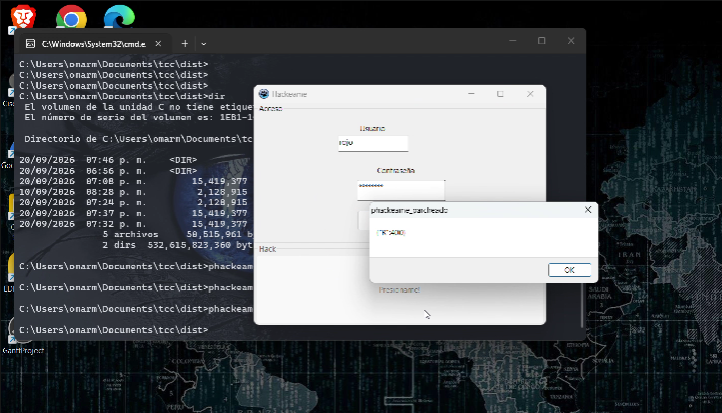 C:\Windows\System32\cmd.e
C:\Users\omarm\Documents\tcc\dist>
C:\Users\omarm\Documents\tcc\dist>
C:\Users\omarm\Documents\tcc\dist>
C:\Users\omarm\Documents\tcc\dist>dir
El volumen de la unidad C no tiene etique
El número de serie del volumen es: 1EB1-1
Directorio de C:\Users\omarm\Documents\tc
20/09/2026 07:46 p. m. <DIR>
20/09/2026 06:56 p. m. <DIR>
20/09/2026 07:08 p. m. 15,419,377
10/09/2026 08:28 p. m. 2,128,915
20/09/2026 07:24 p. m. 2,128,915
20/09/2026 07:37 p. m. 15,419,377
20/09/2026 07:32 p. m. 15,419,377
5 archivos 50,515,961 b
2 dirs 532,615,823,360 byt
C:\Users\omarm\Documents\tcc\dist>phackeam
C:\Users\omarm\Documents\tcc\dist>phackeam
C:\Users\omarm\Documents\tcc\dist>phackeam
C:\Users\omarm\Documents\tcc\dist>
Hackeame
Acceso
Usuario
rojo
Contraseña
********
Hack
Presioname!
phackeame_parcheado
OK
GanttProject